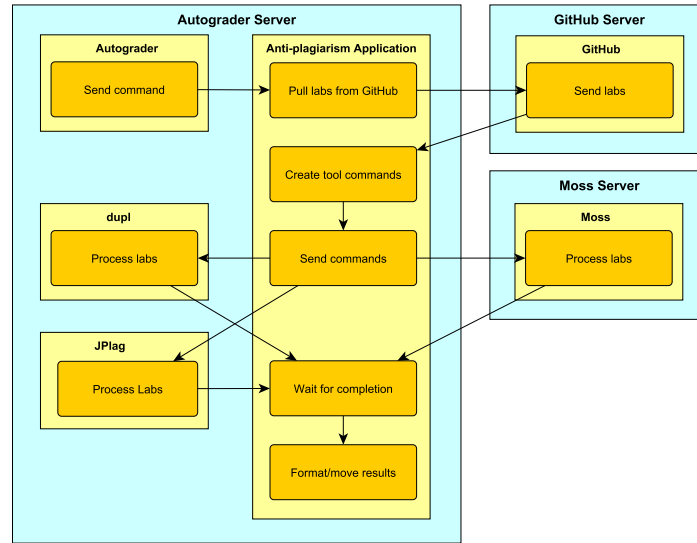 Autograder Server
GitHub Server
Autograder
Anti-plagiarism Application
GitHub
Send command
Pull labs from GitHub
Send labs
Create tool commands
Moss Server
dupl
Moss
Process labs
Send commands
Process labs
JPlag
Process Labs
Wait for completion
Format/move results